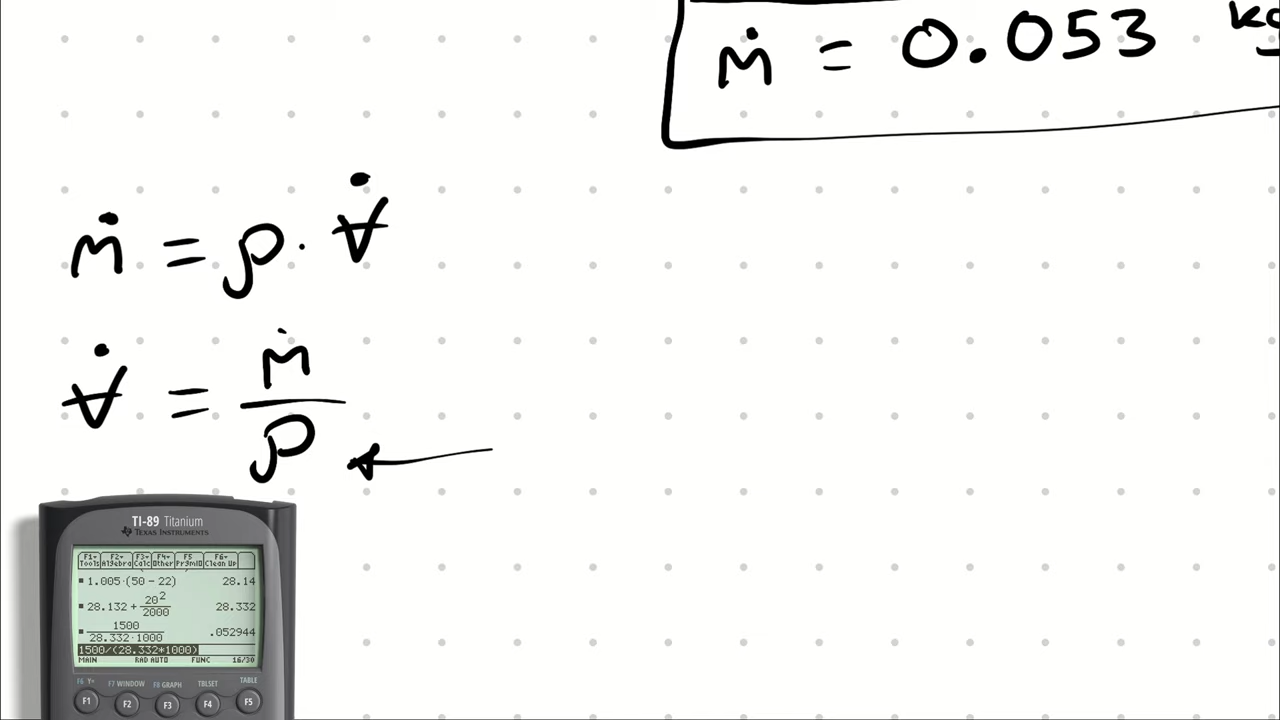 ṁ = 0.053 kg
ṁ = ρ · V̶̇
V̶̇ = ṁ / ρ
TI-89 Titanium
TEXAS INSTRUMENTS
F1▾ Tools F2▾ Algebra F3▾ Calc F4▾ Other F5 PrgmIO F6▾ Clean Up
1.005·(50 − 22) 28.14
28.132 + 20² / 2000 28.332
1500 / 28.332·1000 .052944
1500/(28.332*1000)
MAIN RAD AUTO FUNC 16/30
F6 Y= F7 WINDOW F8 GRAPH TBLSET TABLE
F1 F2 F3 F4 F5